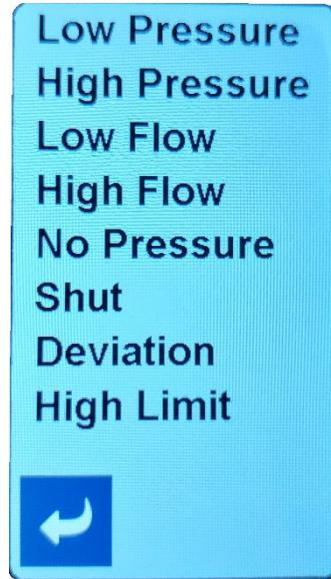 Low Pressure
High Pressure
Low Flow
High Flow
No Pressure
Shut
Deviation
High Limit